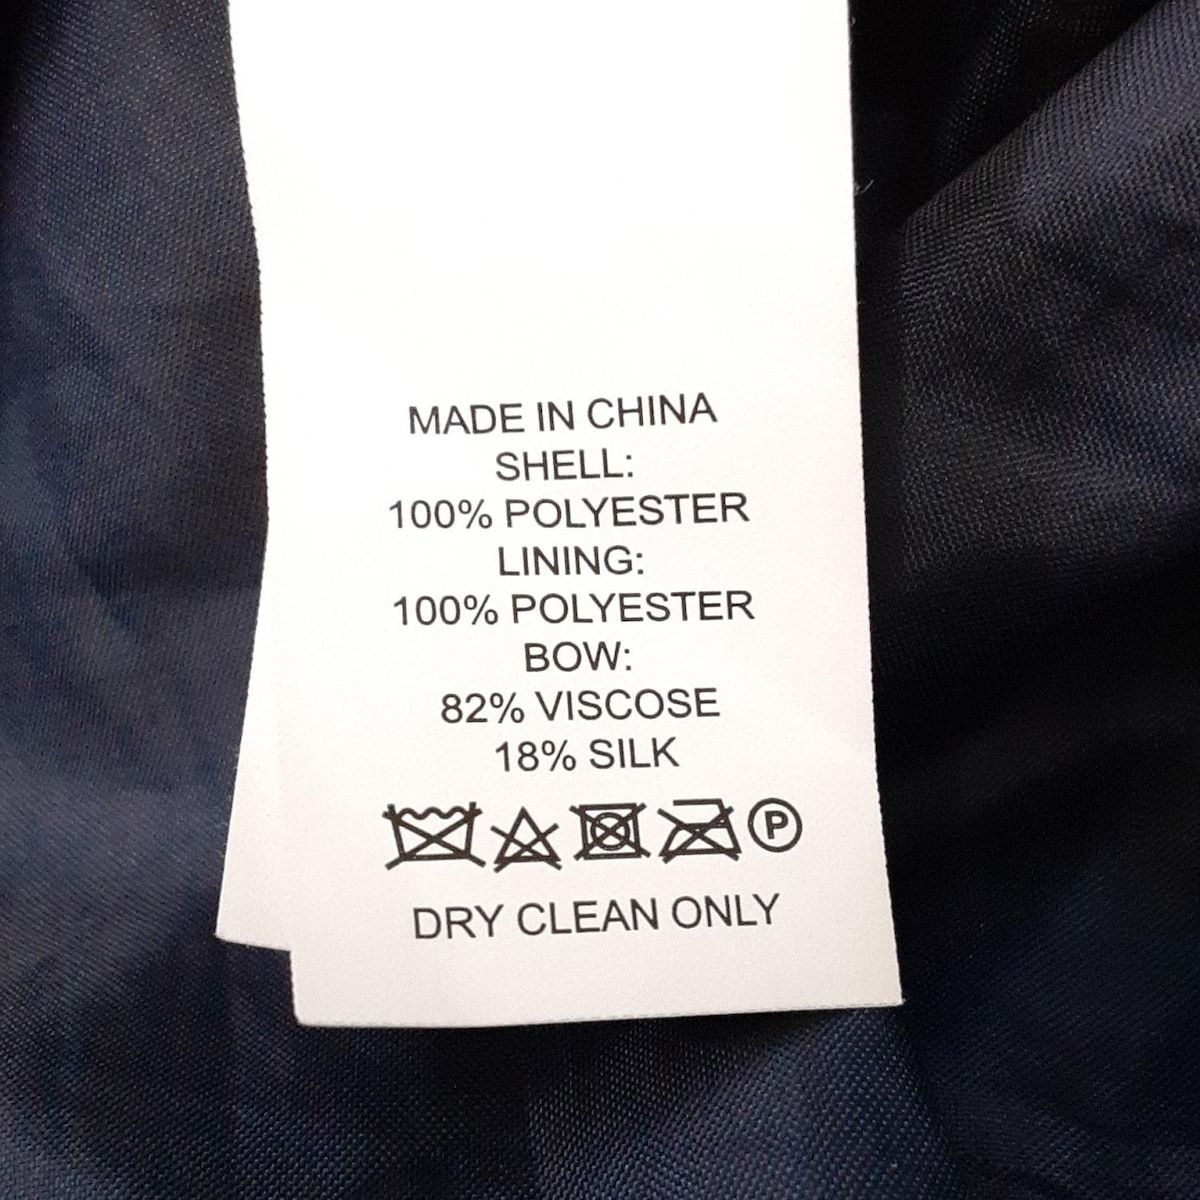 MADE IN CHINA
SHELL:
100% POLYESTER
LINING:
100% POLYESTER
BOW:
82% VISCOSE
18% SILK
P
DRY CLEAN ONLY